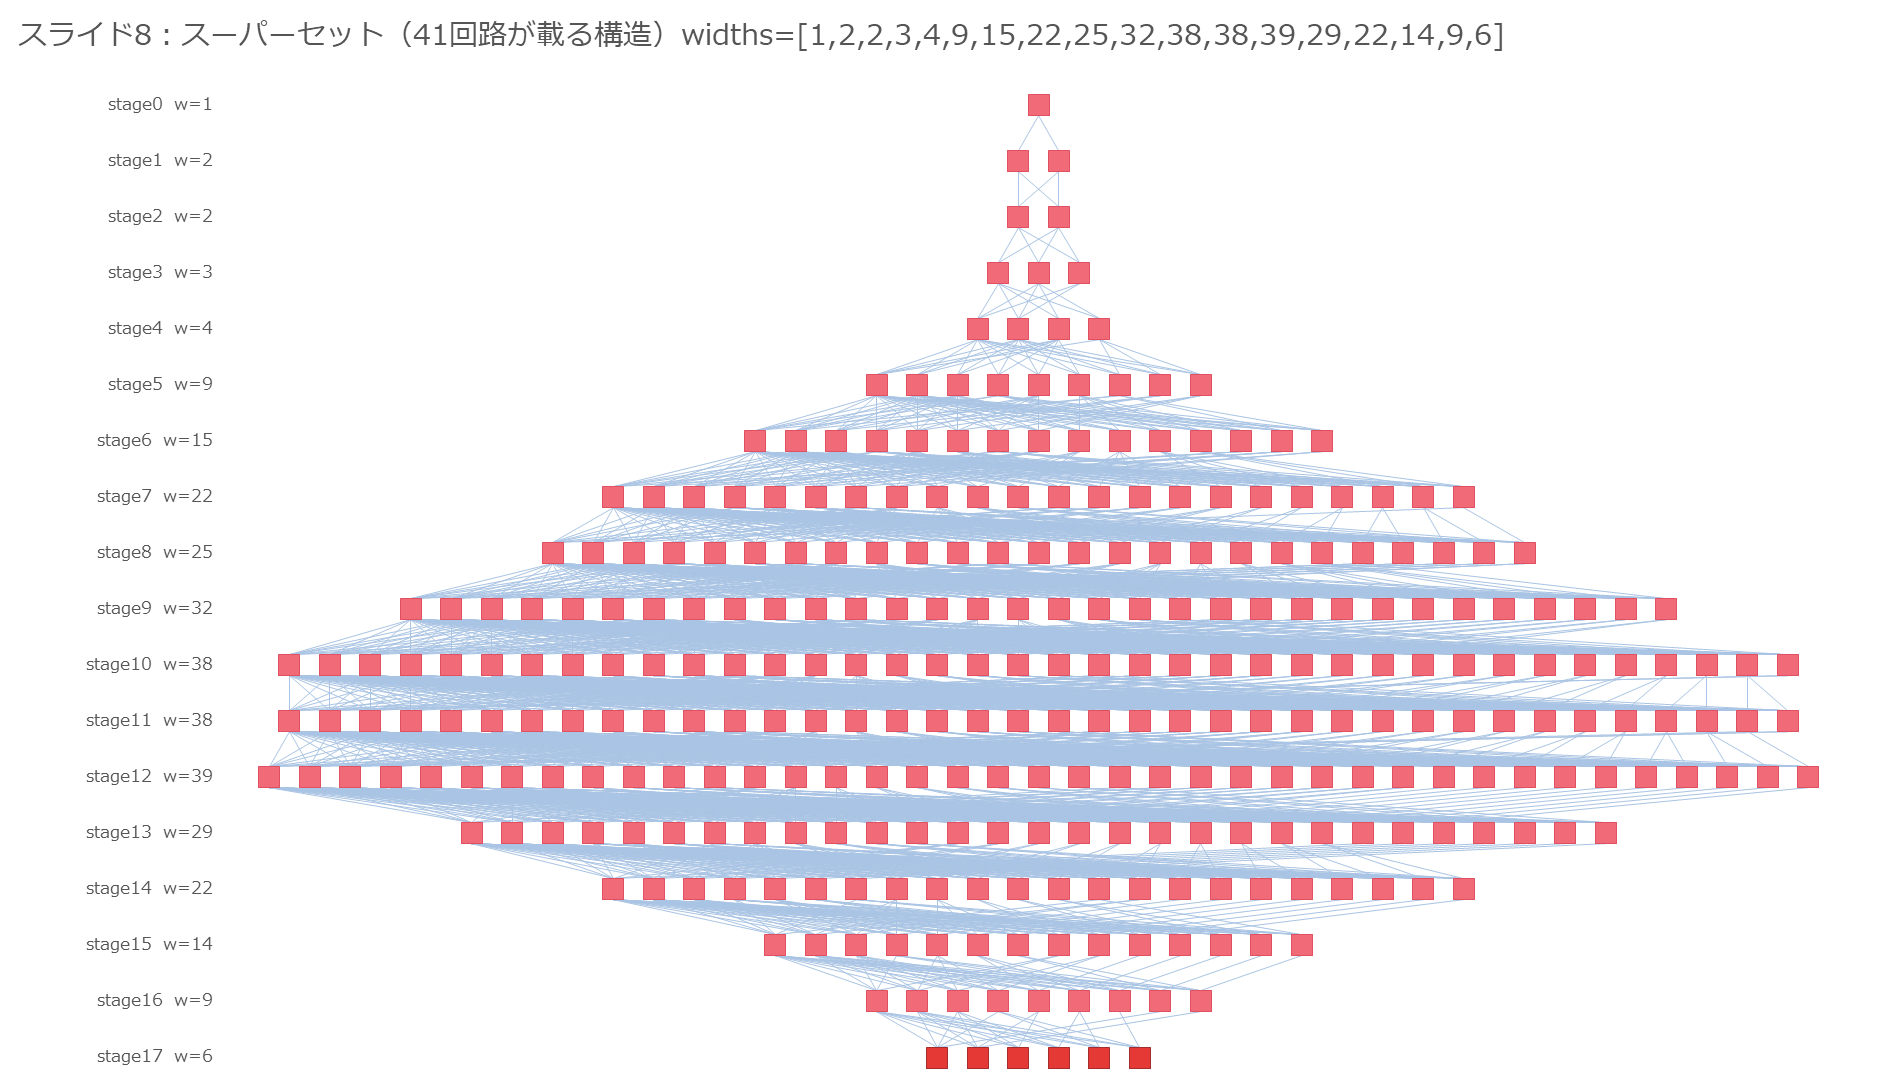 スライド8：スーパーセット（41回路が載る構造）widths=[1,2,2,3,4,9,15,22,25,32,38,38,39,29,22,14,9,6]
stage0 w=1
stage1 w=2
stage2 w=2
stage3 w=3
stage4 w=4
stage5 w=9
stage6 w=15
stage7 w=22
stage8 w=25
stage9 w=32
stage10 w=38
stage11 w=38
stage12 w=39
stage13 w=29
stage14 w=22
stage15 w=14
stage16 w=9
stage17 w=6